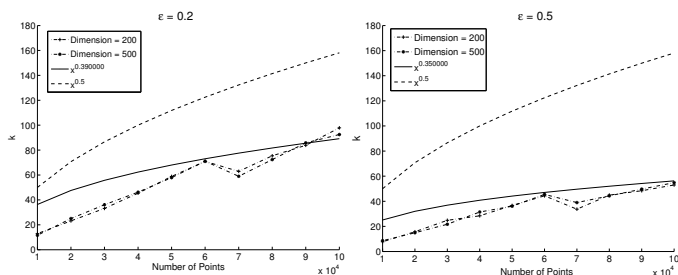 ε = 0.2
180
160
140
120
100
80
60
40
20
0
k
Dimension = 200
Dimension = 500
x^0.390000
x^0.5
1 2 3 4 5 6 7 8 9 10
Number of Points
x 10^4
ε = 0.5
180
160
140
120
100
80
60
40
20
0
k
Dimension = 200
Dimension = 500
x^0.350000
x^0.5
1 2 3 4 5 6 7 8 9 10
Number of Points
x 10^4